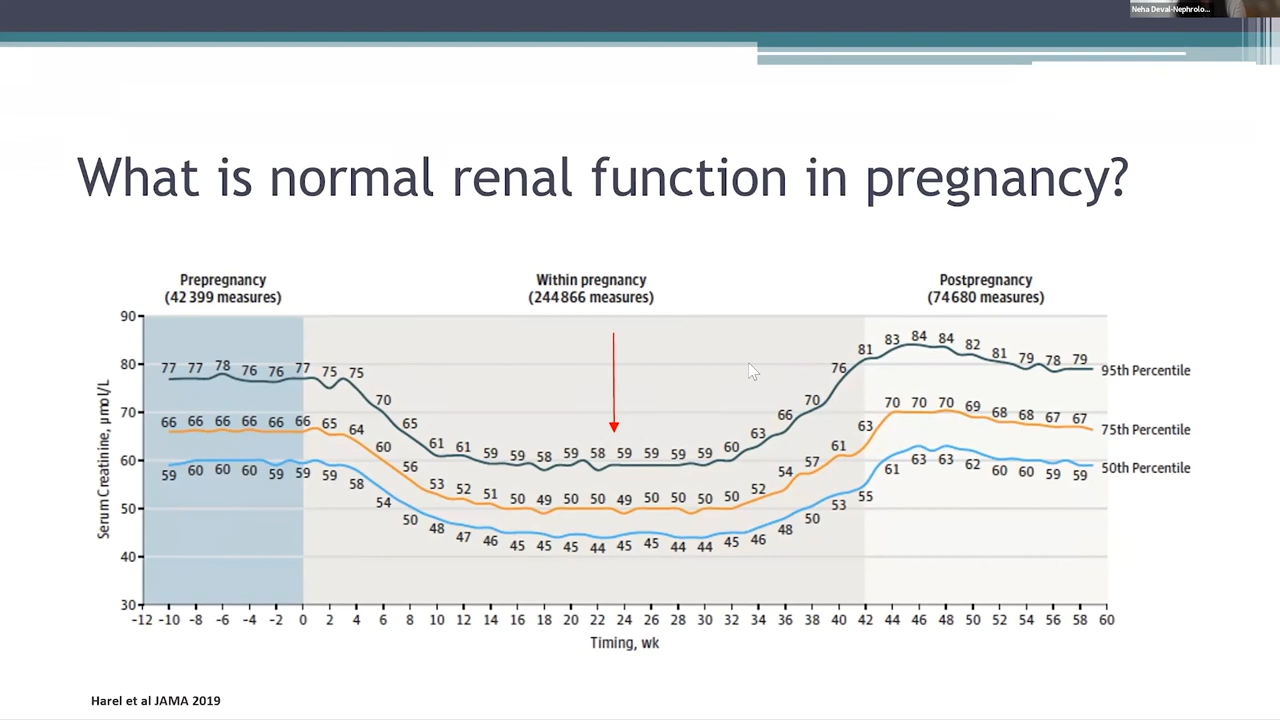 Neha Deval-Nephrolo...
What is normal renal function in pregnancy?
Prepregnancy
(42 399 measures)
Within pregnancy
(244 866 measures)
Postpregnancy
(74 680 measures)
Serum Creatinine, µmol/L
90
80
70
60
50
40
30
77 77 78 76 76 77 75 75 70 65 61 61 59 59 58 59 58 59 59 59 59 60 63 66 70 76 81 83 84 84 82 81 79 78 79
95th Percentile
66 66 66 66 66 66 65 64 60 56 53 52 51 50 49 50 50 49 50 50 50 50 52 54 57 61 63 70 70 70 69 68 68 67 67
75th Percentile
59 60 60 60 59 59 59 58 54 50 48 47 46 45 45 45 44 45 45 44 44 45 46 48 50 53 55 61 63 63 62 60 60 59 59
50th Percentile
-12 -10 -8 -6 -4 -2 0 2 4 6 8 10 12 14 16 18 20 22 24 26 28 30 32 34 36 38 40 42 44 46 48 50 52 54 56 58 60
Timing, wk
Harel et al JAMA 2019